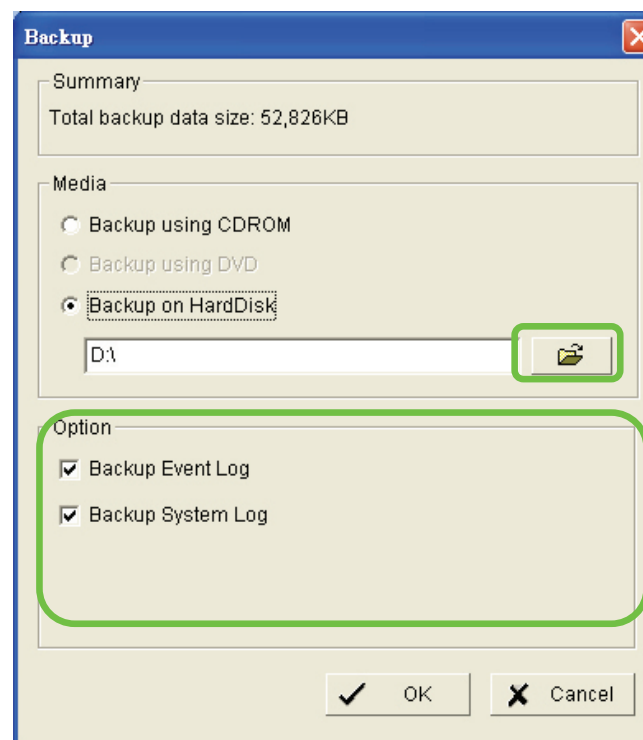 Backup
Summary
Total backup data size: 52,826KB
Media
Backup using CDROM
Backup using DVD
Backup on HardDisk
D:\
Option
Backup Event Log
Backup System Log
OK
Cancel